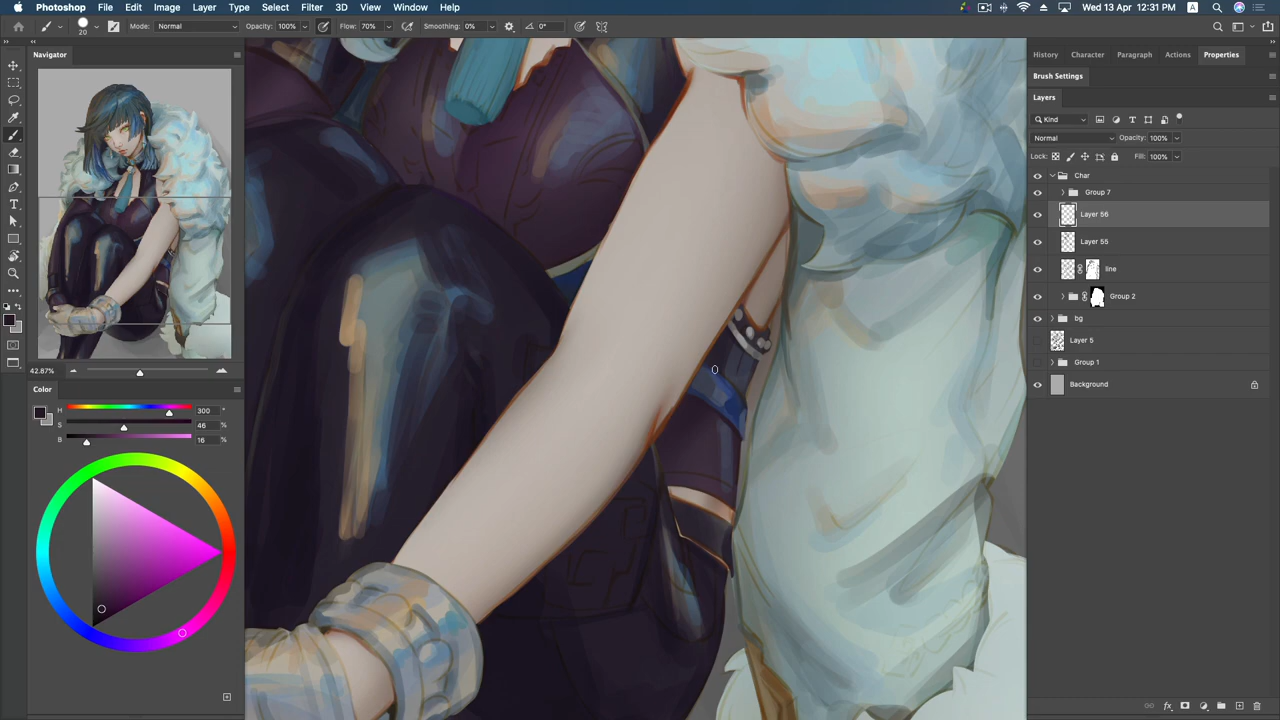 Photoshop File Edit Image Layer Type Select Filter 3D View Window Help Wed 13 Apr 12:31 PM A
20 Mode: Normal Opacity: 100% Flow: 70% Smoothing: 0% 0°
Navigator
42.87%
Color
H 300 °
S 46 %
B 16 %
History Character Paragraph Actions Properties
Brush Settings
Layers
Kind
Normal Opacity: 100%
Lock: Fill: 100%
Char
Group 7
Layer 56
Layer 55
line
Group 2
bg
Layer 5
Group 1
Background